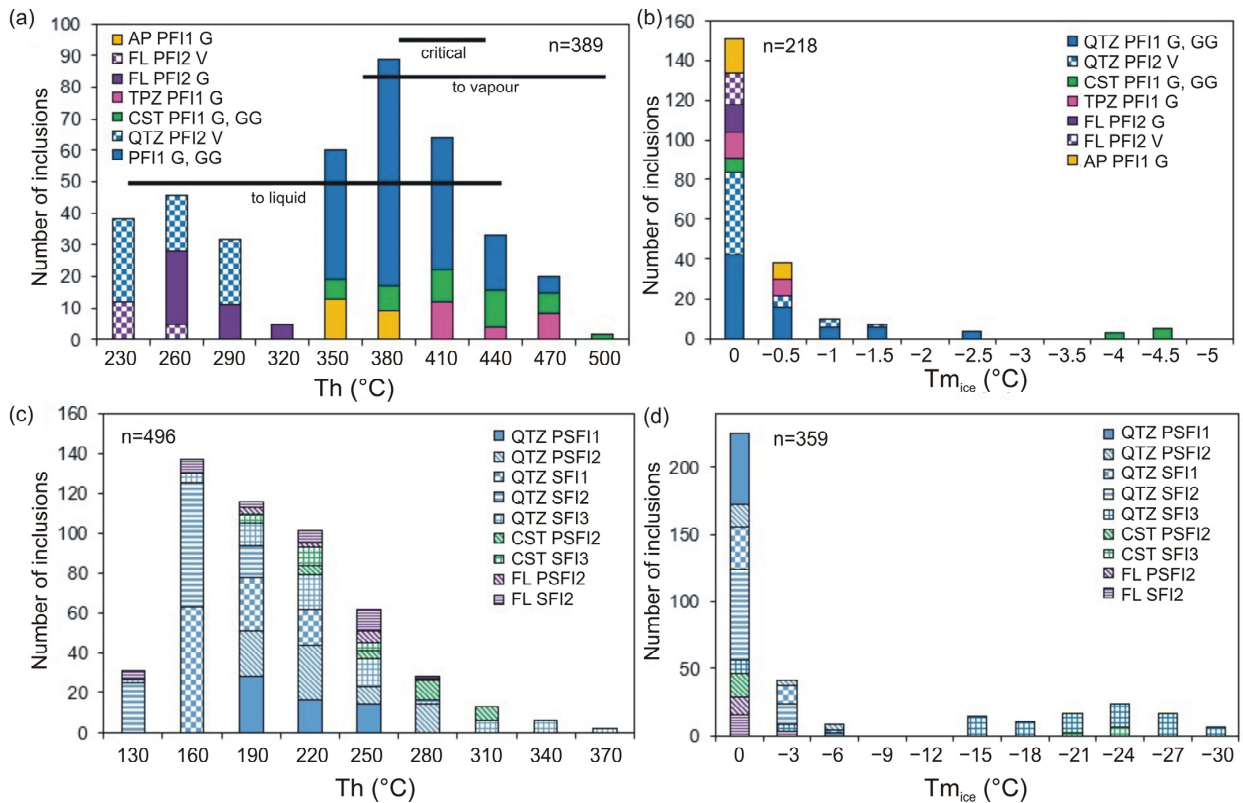 (a)
100
90
80
70
60
50
40
30
20
10
0
Number of inclusions
AP PFI1 G
FL PFI2 V
FL PFI2 G
TPZ PFI1 G
CST PFI1 G, GG
QTZ PFI2 V
PFI1 G, GG
n=389
critical
to vapour
to liquid
230 260 290 320 350 380 410 440 470 500
Th (°C)
(b)
160
140
120
100
80
60
40
20
0
Number of inclusions
n=218
QTZ PFI1 G, GG
QTZ PFI2 V
CST PFI1 G, GG
TPZ PFI1 G
FL PFI2 G
FL PFI2 V
AP PFI1 G
0 −0.5 −1 −1.5 −2 −2.5 −3 −3.5 −4 −4.5 −5
Tmice (°C)
(c)
160
140
120
100
80
60
40
20
0
Number of inclusions
n=496
QTZ PSFI1
QTZ PSFI2
QTZ SFI1
QTZ SFI2
QTZ SFI3
CST PSFI2
CST SFI3
FL PSFI2
FL SFI2
130 160 190 220 250 280 310 340 370
Th (°C)
(d)
200
150
100
50
0
Number of inclusions
n=359
QTZ PSFI1
QTZ PSFI2
QTZ SFI1
QTZ SFI2
QTZ SFI3
CST PSFI2
CST SFI3
FL PSFI2
FL SFI2
0 −3 −6 −9 −12 −15 −18 −21 −24 −27 −30
Tmice (°C)